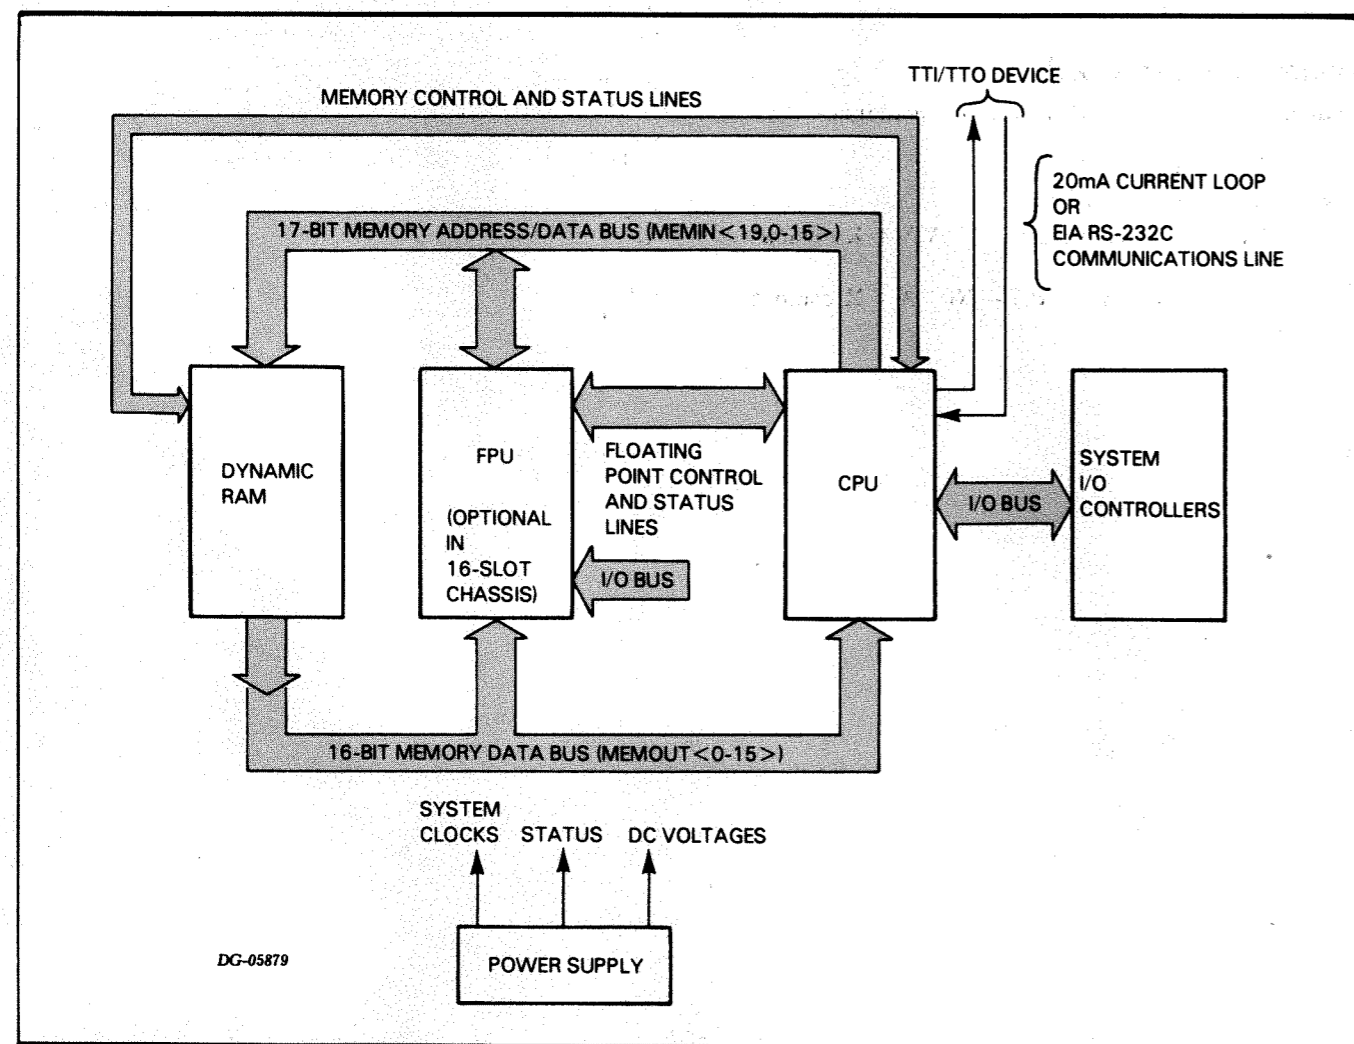 TTI/TTO DEVICE
MEMORY CONTROL AND STATUS LINES
20mA CURRENT LOOP
OR
EIA RS-232C
COMMUNICATIONS LINE
17-BIT MEMORY ADDRESS/DATA BUS (MEMIN<19,0-15>)
DYNAMIC
RAM
FPU
(OPTIONAL
IN
16-SLOT
CHASSIS)
FLOATING
POINT CONTROL
AND STATUS
LINES
I/O BUS
CPU
I/O BUS
SYSTEM
I/O
CONTROLLERS
16-BIT MEMORY DATA BUS (MEMOUT<0-15>)
SYSTEM
CLOCKS
STATUS
DC VOLTAGES
POWER SUPPLY
DG-05879